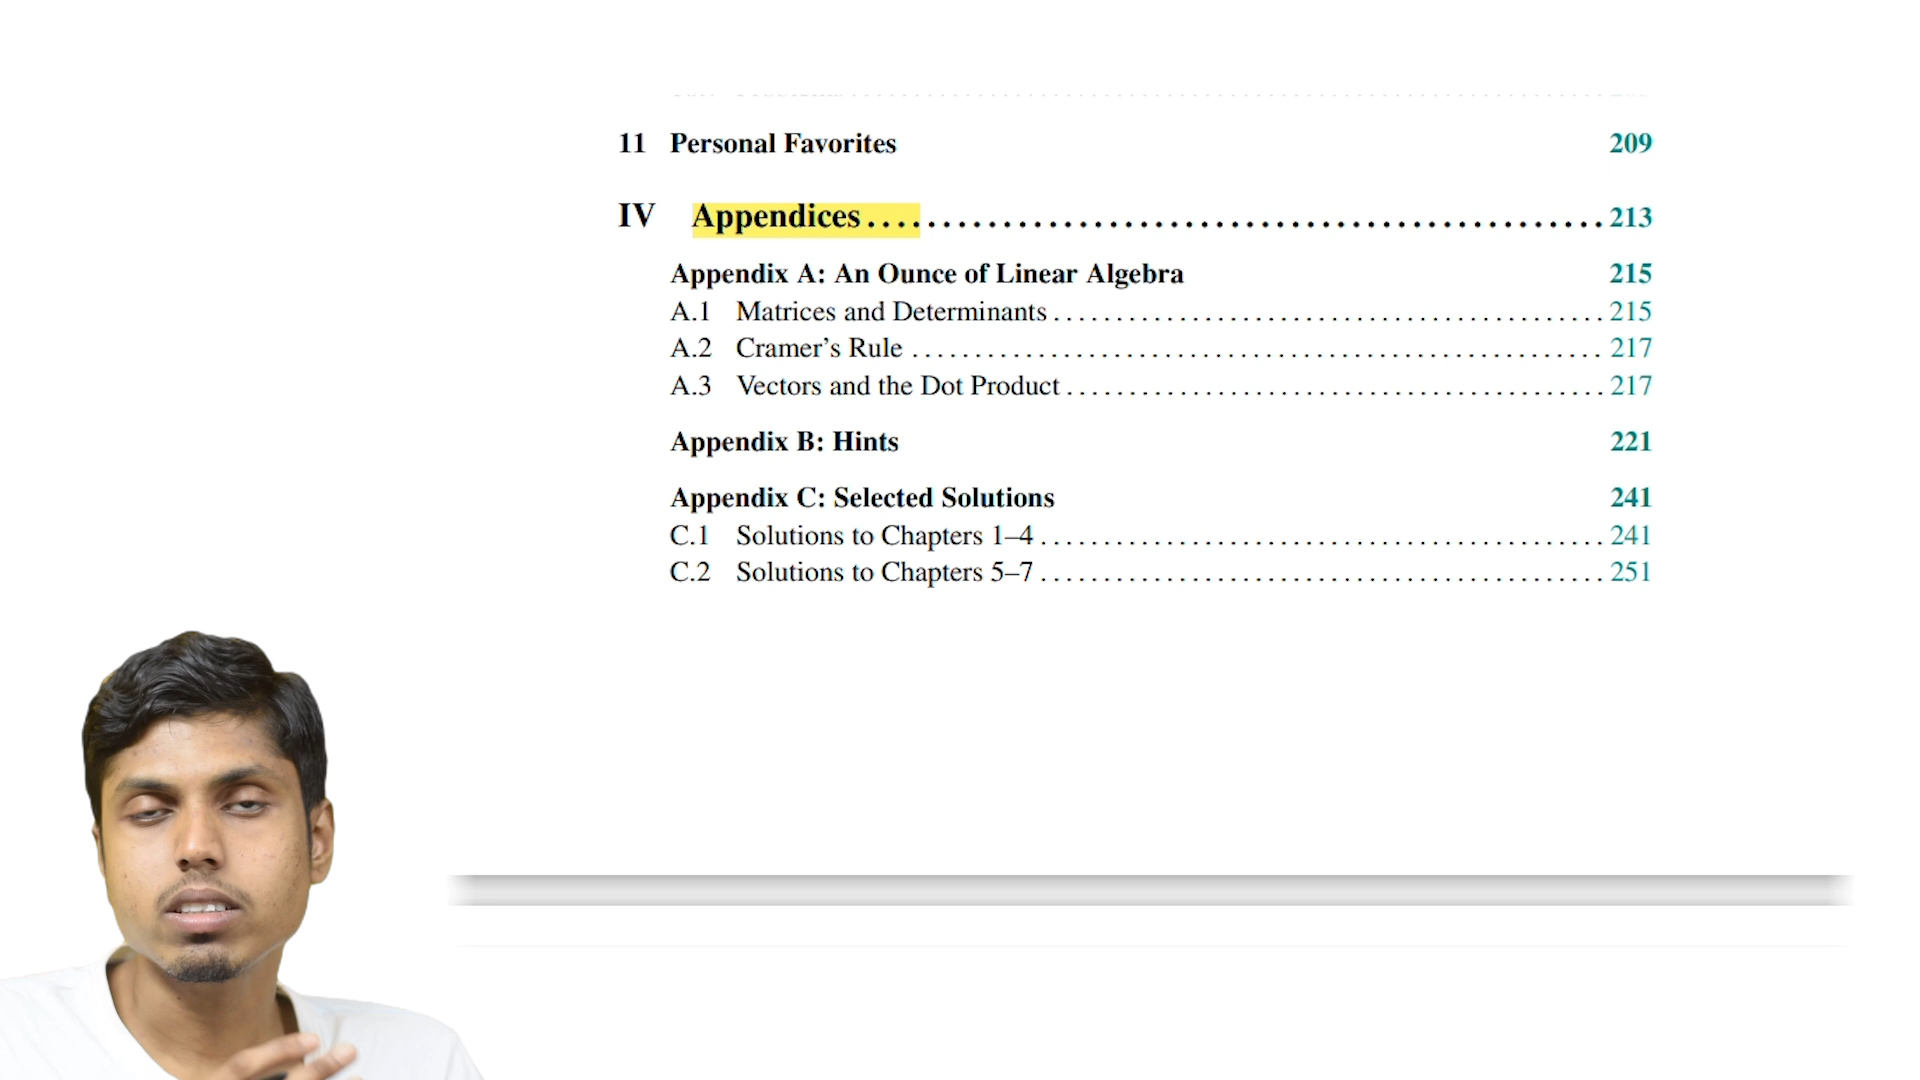 11 Personal Favorites 209
IV Appendices 213
Appendix A: An Ounce of Linear Algebra 215
A.1 Matrices and Determinants 215
A.2 Cramer's Rule 217
A.3 Vectors and the Dot Product 217
Appendix B: Hints 221
Appendix C: Selected Solutions 241
C.1 Solutions to Chapters 1–4 241
C.2 Solutions to Chapters 5–7 251